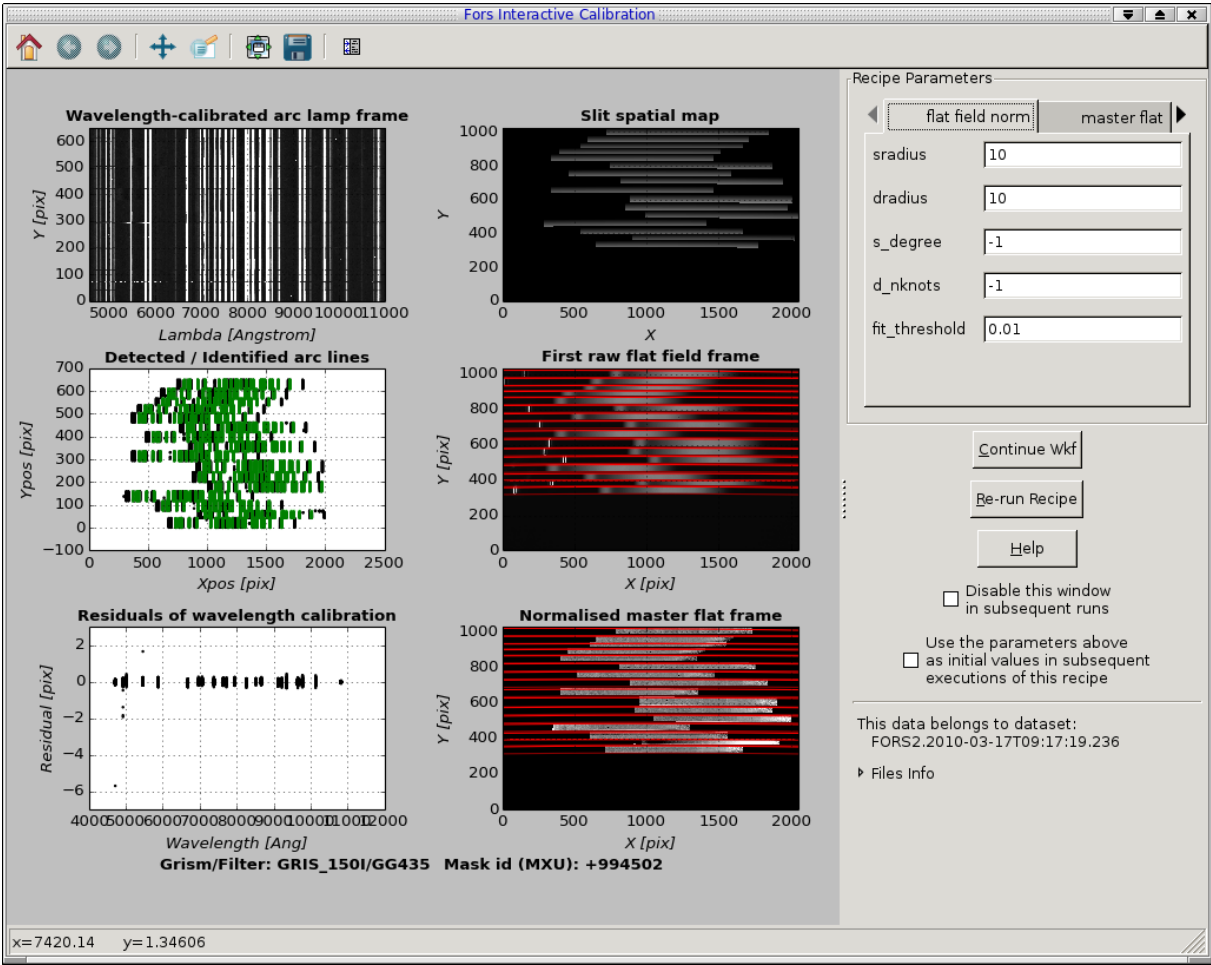 Fors Interactive Calibration
Wavelength-calibrated arc lamp frame
600
500
400
300
200
100
0
Y [pix]
5000 6000 7000 8000 9000 10000 11000
Lambda [Angstrom]
Slit spatial map
1000
800
600
400
200
0
Y
0 500 1000 1500 2000
X
Detected / Identified arc lines
700
600
500
400
300
200
100
0
−100
Ypos [pix]
0 500 1000 1500 2000 2500
Xpos [pix]
First raw flat field frame
1000
800
600
400
200
0
Y [pix]
0 500 1000 1500 2000
X [pix]
Residuals of wavelength calibration
2
0
−2
−4
−6
Residual [pix]
4000 5000 6000 7000 8000 9000 10000 11000 12000
Wavelength [Ang]
Normalised master flat frame
1000
800
600
400
200
0
Y [pix]
0 500 1000 1500 2000
X [pix]
Grism/Filter: GRIS_150I/GG435 Mask id (MXU): +994502
x=7420.14 y=1.34606
Recipe Parameters
flat field norm master flat
sradius 10
dradius 10
s_degree -1
d_nknots -1
fit_threshold 0.01
Continue Wkf
Re-run Recipe
Help
Disable this window
in subsequent runs
Use the parameters above
as initial values in subsequent
executions of this recipe
This data belongs to dataset:
FORS2.2010-03-17T09:17:19.236
Files Info